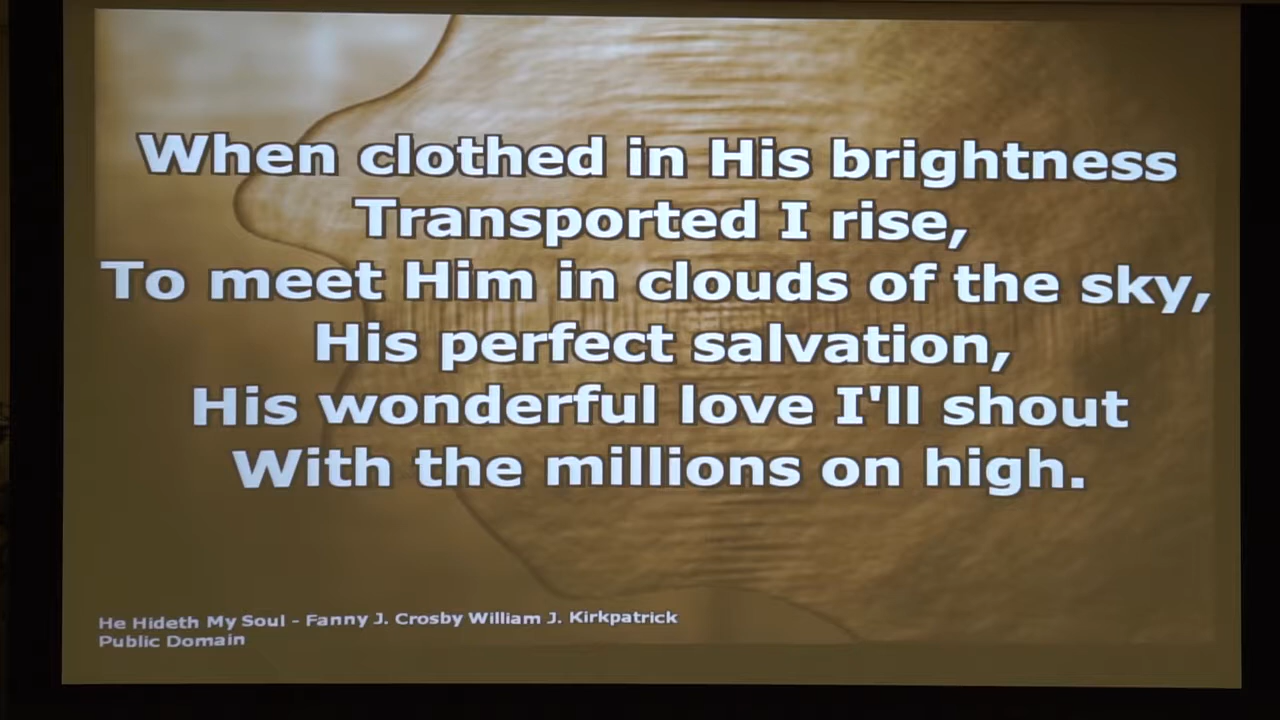 When clothed in His brightness
Transported I rise,
To meet Him in clouds of the sky,
His perfect salvation,
His wonderful love I'll shout
With the millions on high.
He Hideth My Soul - Fanny J. Crosby William J. Kirkpatrick
Public Domain